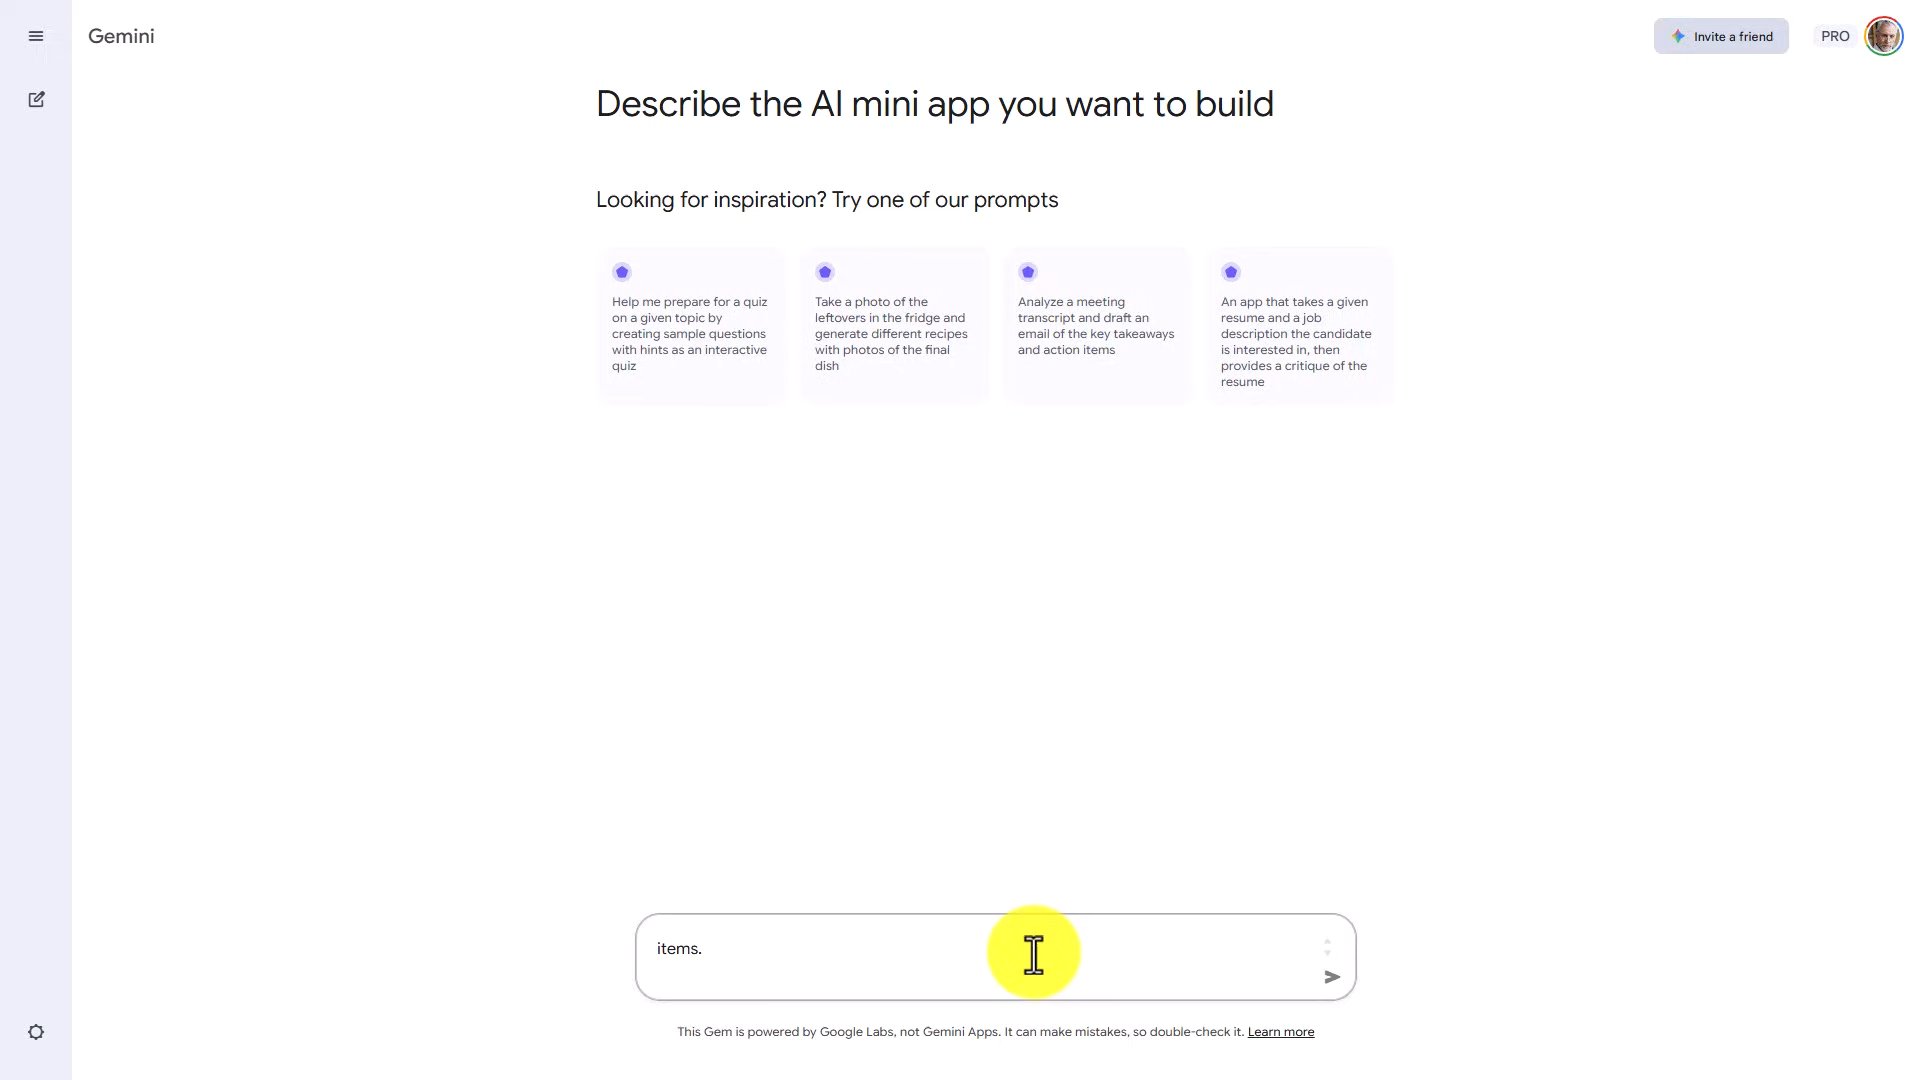 Gemini
Invite a friend
PRO
Describe the AI mini app you want to build
Looking for inspiration? Try one of our prompts
Help me prepare for a quiz
on a given topic by
creating sample questions
with hints as an interactive
quiz
Take a photo of the
leftovers in the fridge and
generate different recipes
with photos of the final
dish
Analyze a meeting
transcript and draft an
email of the key takeaways
and action items
An app that takes a given
resume and a job
description the candidate
is interested in, then
provides a critique of the
resume
items.
This Gem is powered by Google Labs, not Gemini Apps. It can make mistakes, so double-check it. Learn more